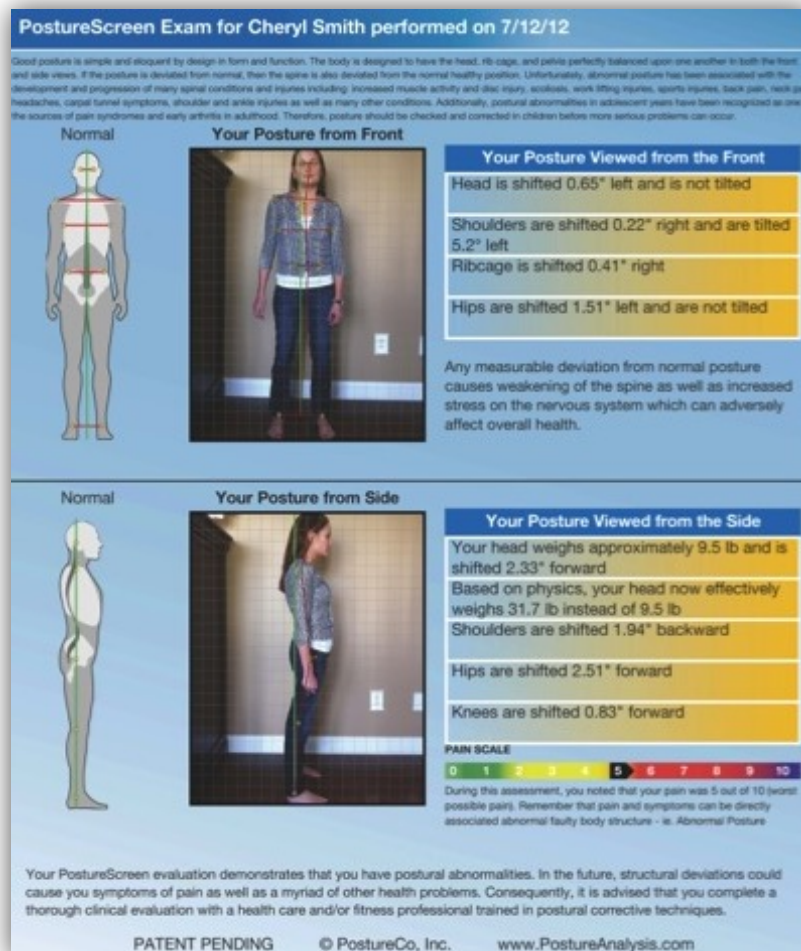 PostureScreen Exam for Cheryl Smith performed on 7/12/12
Good posture is simple and eloquent by design in form and function. The body is designed to have the head, rib cage, and pelvis perfectly balanced upon one another in both the front
and side views. If the posture is deviated from normal, then the spine is also deviated from the normal healthy position. Unfortunately, abnormal posture has been associated with the
development and progression of many spinal conditions and injuries including: increased muscle activity and disc injury, scoliosis, work lifting injuries, sports injuries, back pain, neck
headaches, carpal tunnel symptoms, shoulder and ankle injuries as well as many other conditions. Additionally, postural abnormalities in adolescent years have been recognized as
the sources of pain syndromes and early arthritis in adulthood. Therefore, posture should be checked and corrected in children before more serious problems can occur.
Normal
Your Posture from Front
Your Posture Viewed from the Front
Head is shifted 0.65" left and is not tilted
Shoulders are shifted 0.22" right and are tilted
5.2° left
Ribcage is shifted 0.41" right
Hips are shifted 1.51" left and are not tilted
Any measurable deviation from normal posture
causes weakening of the spine as well as increased
stress on the nervous system which can adversely
affect overall health.
Normal
Your Posture from Side
Your Posture Viewed from the Side
Your head weighs approximately 9.5 lb and is
shifted 2.33" forward
Based on physics, your head now effectively
weighs 31.7 lb instead of 9.5 lb
Shoulders are shifted 1.94" backward
Hips are shifted 2.51" forward
Knees are shifted 0.83" forward
PAIN SCALE
0 1 2 3 4 5 6 7 8 9 10
During this assessment, you noted that your pain was 5 out of 10 (worst
possible pain). Remember that pain and symptoms can be directly
associated abnormal faulty body structure - ie. Abnormal Posture
Your PostureScreen evaluation demonstrates that you have postural abnormalities. In the future, structural deviations could
cause you symptoms of pain as well as a myriad of other health problems. Consequently, it is advised that you complete a
thorough clinical evaluation with a health care and/or fitness professional trained in postural corrective techniques.
PATENT PENDING © PostureCo, Inc. www.PostureAnalysis.com